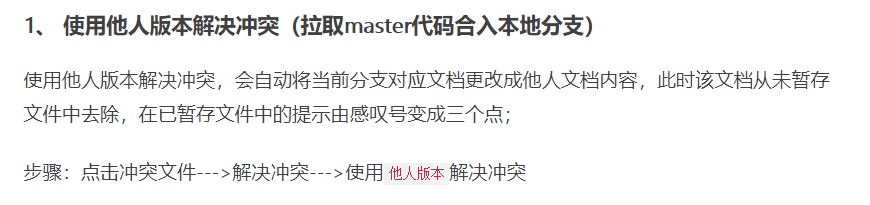 1、 使用他人版本解决冲突（拉取master代码合入本地分支）
使用他人版本解决冲突，会自动将当前分支对应文档更改成他人文档内容，此时该文档从未暂存
文件中去除，在已暂存文件中的提示由感叹号变成三个点；
步骤：点击冲突文件--->解决冲突--->使用他人版本解决冲突